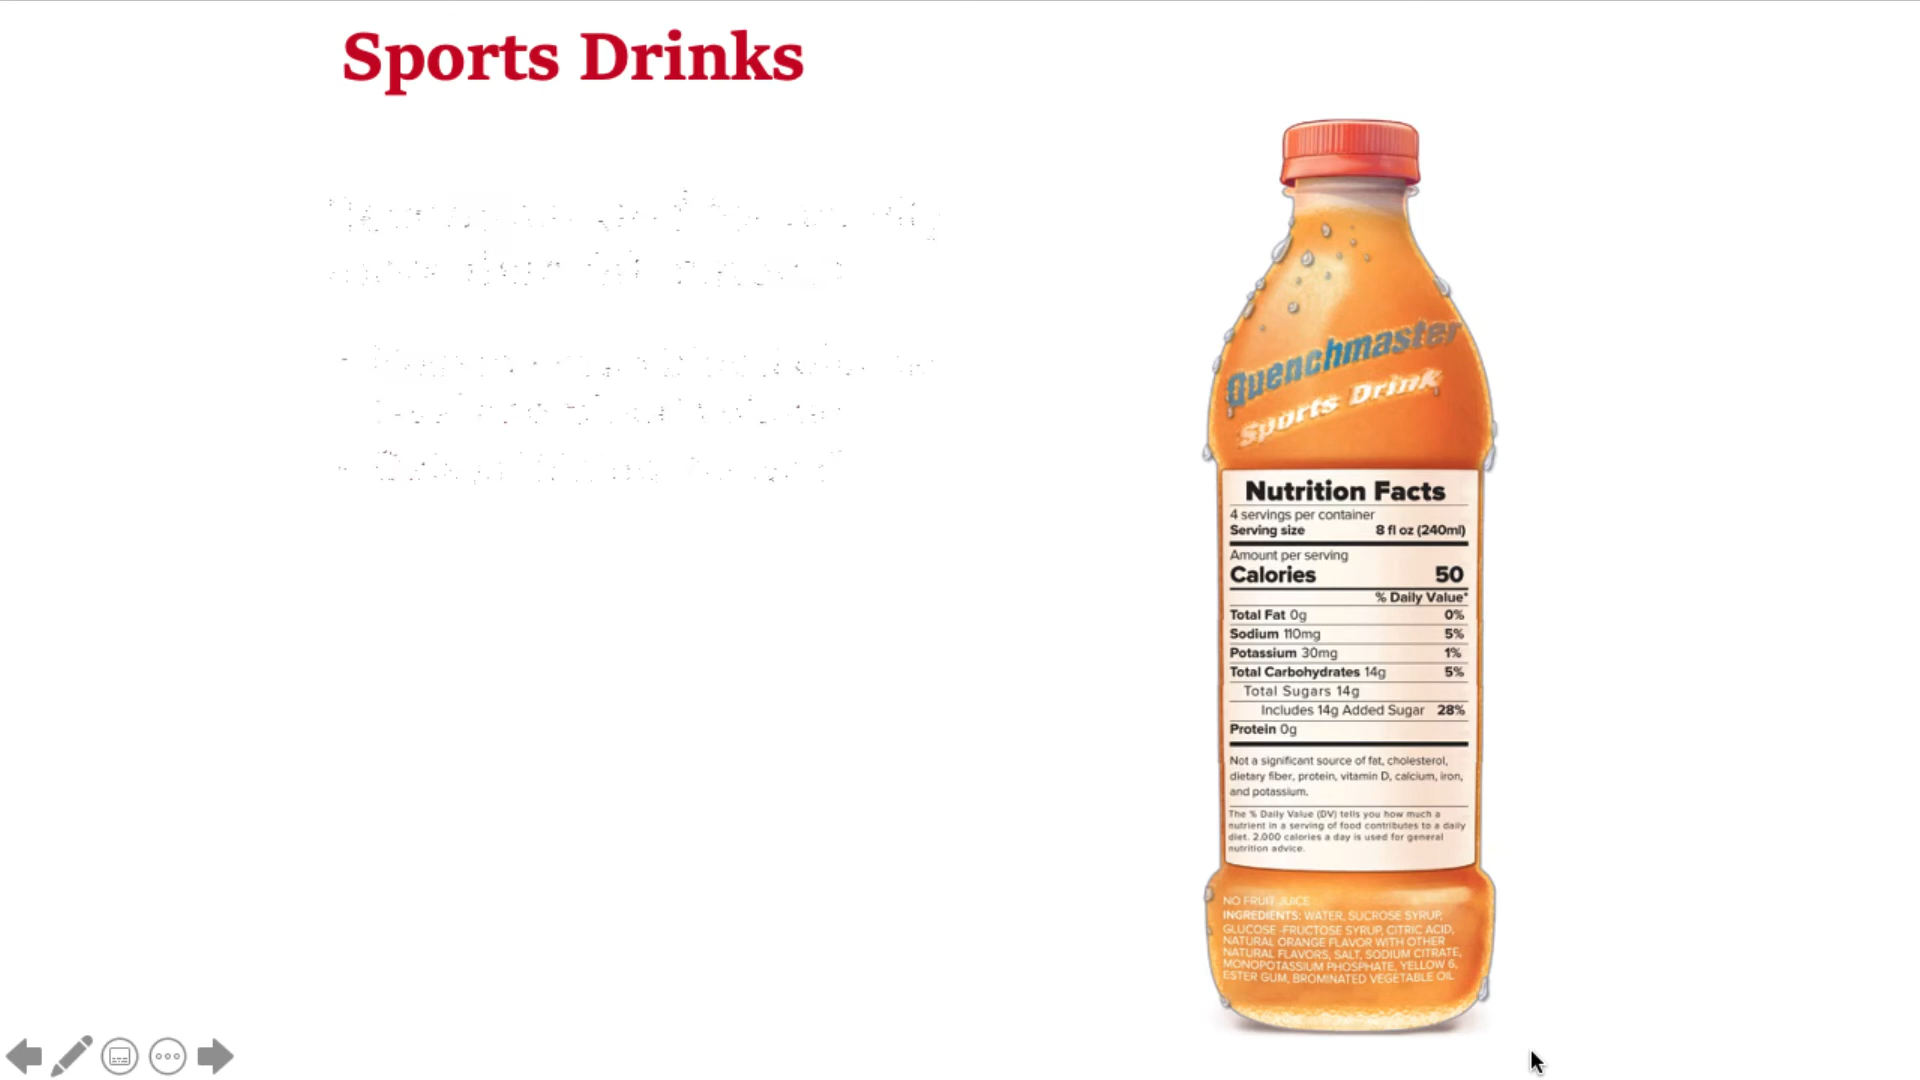 Sports Drinks
Quenchmaster
Sports Drink
Nutrition Facts
4 servings per container
Serving size 8 fl oz (240ml)
Amount per serving
Calories 50
% Daily Value*
Total Fat 0g 0%
Sodium 110mg 5%
Potassium 30mg 1%
Total Carbohydrates 14g 5%
Total Sugars 14g
Includes 14g Added Sugar 28%
Protein 0g
Not a significant source of fat, cholesterol,
dietary fiber, protein, vitamin D, calcium, iron,
and potassium.
The % Daily Value (DV) tells you how much a
nutrient in a serving of food contributes to a daily
diet. 2,000 calories a day is used for general
nutrition advice.
NO FRUIT JUICE
INGREDIENTS: WATER, SUCROSE SYRUP,
GLUCOSE-FRUCTOSE SYRUP, CITRIC ACID,
NATURAL ORANGE FLAVOR WITH OTHER
NATURAL FLAVORS, SALT, SODIUM CITRATE,
MONOPOTASSIUM PHOSPHATE, YELLOW 6,
ESTER GUM, BROMINATED VEGETABLE OIL